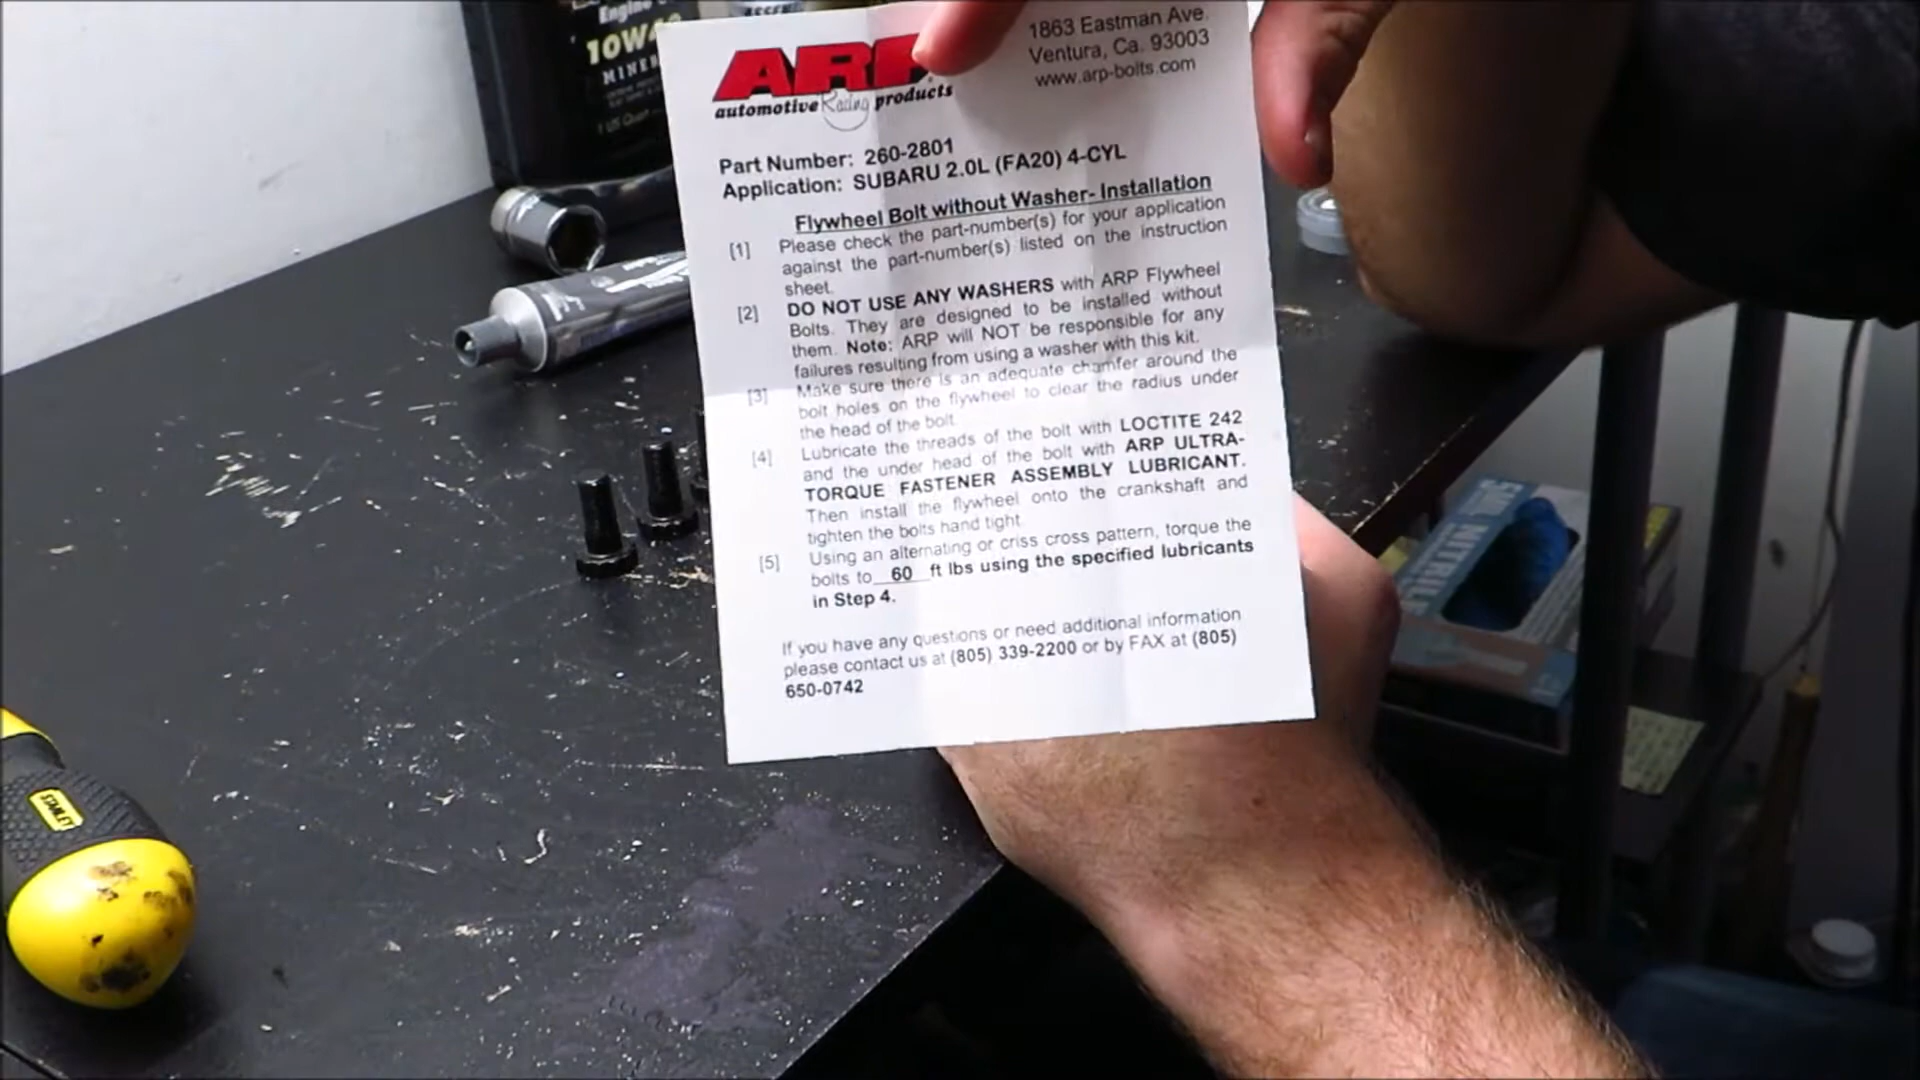 Engine
10W4
MINER
1 US Quart
ARP
automotive Racing products
1863 Eastman Ave.
Ventura, Ca. 93003
www.arp-bolts.com
Part Number: 260-2801
Application: SUBARU 2.0L (FA20) 4-CYL
Flywheel Bolt without Washer- Installation
[1] Please check the part-number(s) for your application
against the part-number(s) listed on the instruction
sheet.
[2] DO NOT USE ANY WASHERS with ARP Flywheel
Bolts. They are designed to be installed without
them. Note: ARP will NOT be responsible for any
failures resulting from using a washer with this kit.
[3] Make sure there is an adequate chamfer around the
bolt holes on the flywheel to clear the radius under
the head of the bolt.
[4] Lubricate the threads of the bolt with LOCTITE 242
and the under head of the bolt with ARP ULTRA-
TORQUE FASTENER ASSEMBLY LUBRICANT.
Then install the flywheel onto the crankshaft and
tighten the bolts hand tight.
[5] Using an alternating or criss cross pattern, torque the
bolts to 60 ft lbs using the specified lubricants
in Step 4.
If you have any questions or need additional information
please contact us at (805) 339-2200 or by FAX at (805)
650-0742
STANLEY
NITRILE